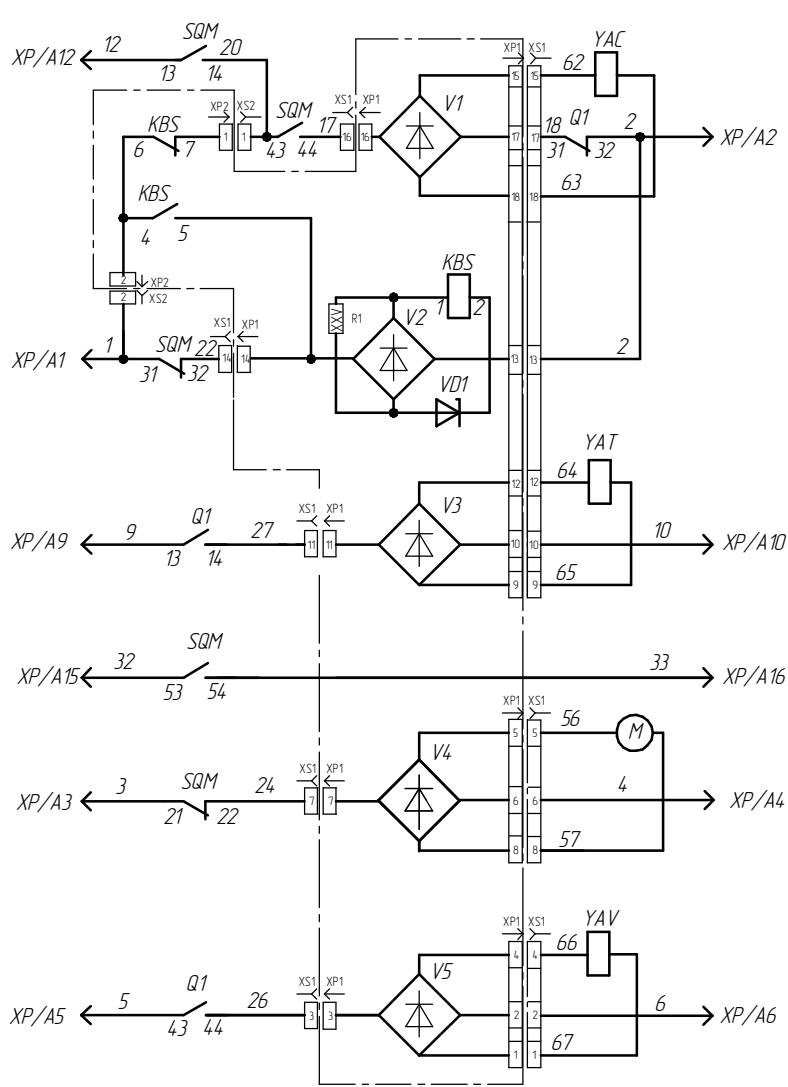 12 SQM 20 XP1 XS1 62 YAC
XP/A12 13 14 15 15
XP2 XS2 SQM XS1 XP1 V1
KBS 17 18 Q1 2
6 7 1 1 43 44 16 16 17 17 31 32 XP/A2
63
18 18
KBS
4 5
2 XP2
2 XS2
KBS
XS1 XP1 R1 V2 1 2
1 SQM 22 2
XP/A1 31 32 14 14 13 13
VD1
YAT
64
12 12
XS1 XP1 V3
9 Q1 27 10
XP/A9 13 14 11 11 10 10 XP/A10
65
9 9
SQM
32 33
XP/A15 53 54 XP/A16
XP1 XS1 56
5 5 M
XS1 XP1 V4
3 SQM 24 4
XP/A3 21 22 7 7 6 6 XP/A4
57
8 8
YAV
XP1 XS1 66
4 4
XS1 XP1 V5
5 Q1 26 6
XP/A5 43 44 3 3 2 2 XP/A6
67
1 1